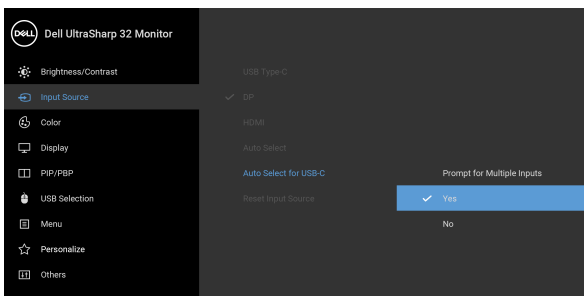 DELL Dell UltraSharp 32 Monitor
Brightness/Contrast
Input Source
Color
Display
PIP/PBP
USB Selection
Menu
Personalize
Others
USB Type-C
DP
HDMI
Auto Select
Auto Select for USB-C
Reset Input Source
Prompt for Multiple Inputs
Yes
No